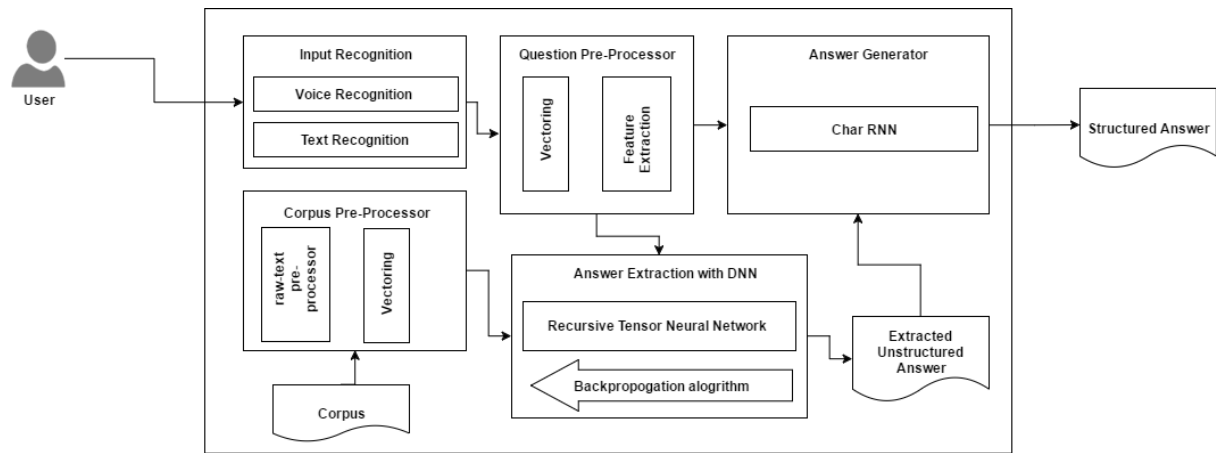 User
Input Recognition
Voice Recognition
Text Recognition
Question Pre-Processor
Vectoring
Feature
Extraction
Answer Generator
Char RNN
Structured Answer
Corpus Pre-Processor
raw-text
pre-
processor
Vectoring
Corpus
Answer Extraction with DNN
Recursive Tensor Neural Network
Backpropogation alogrithm
Extracted
Unstructured
Answer